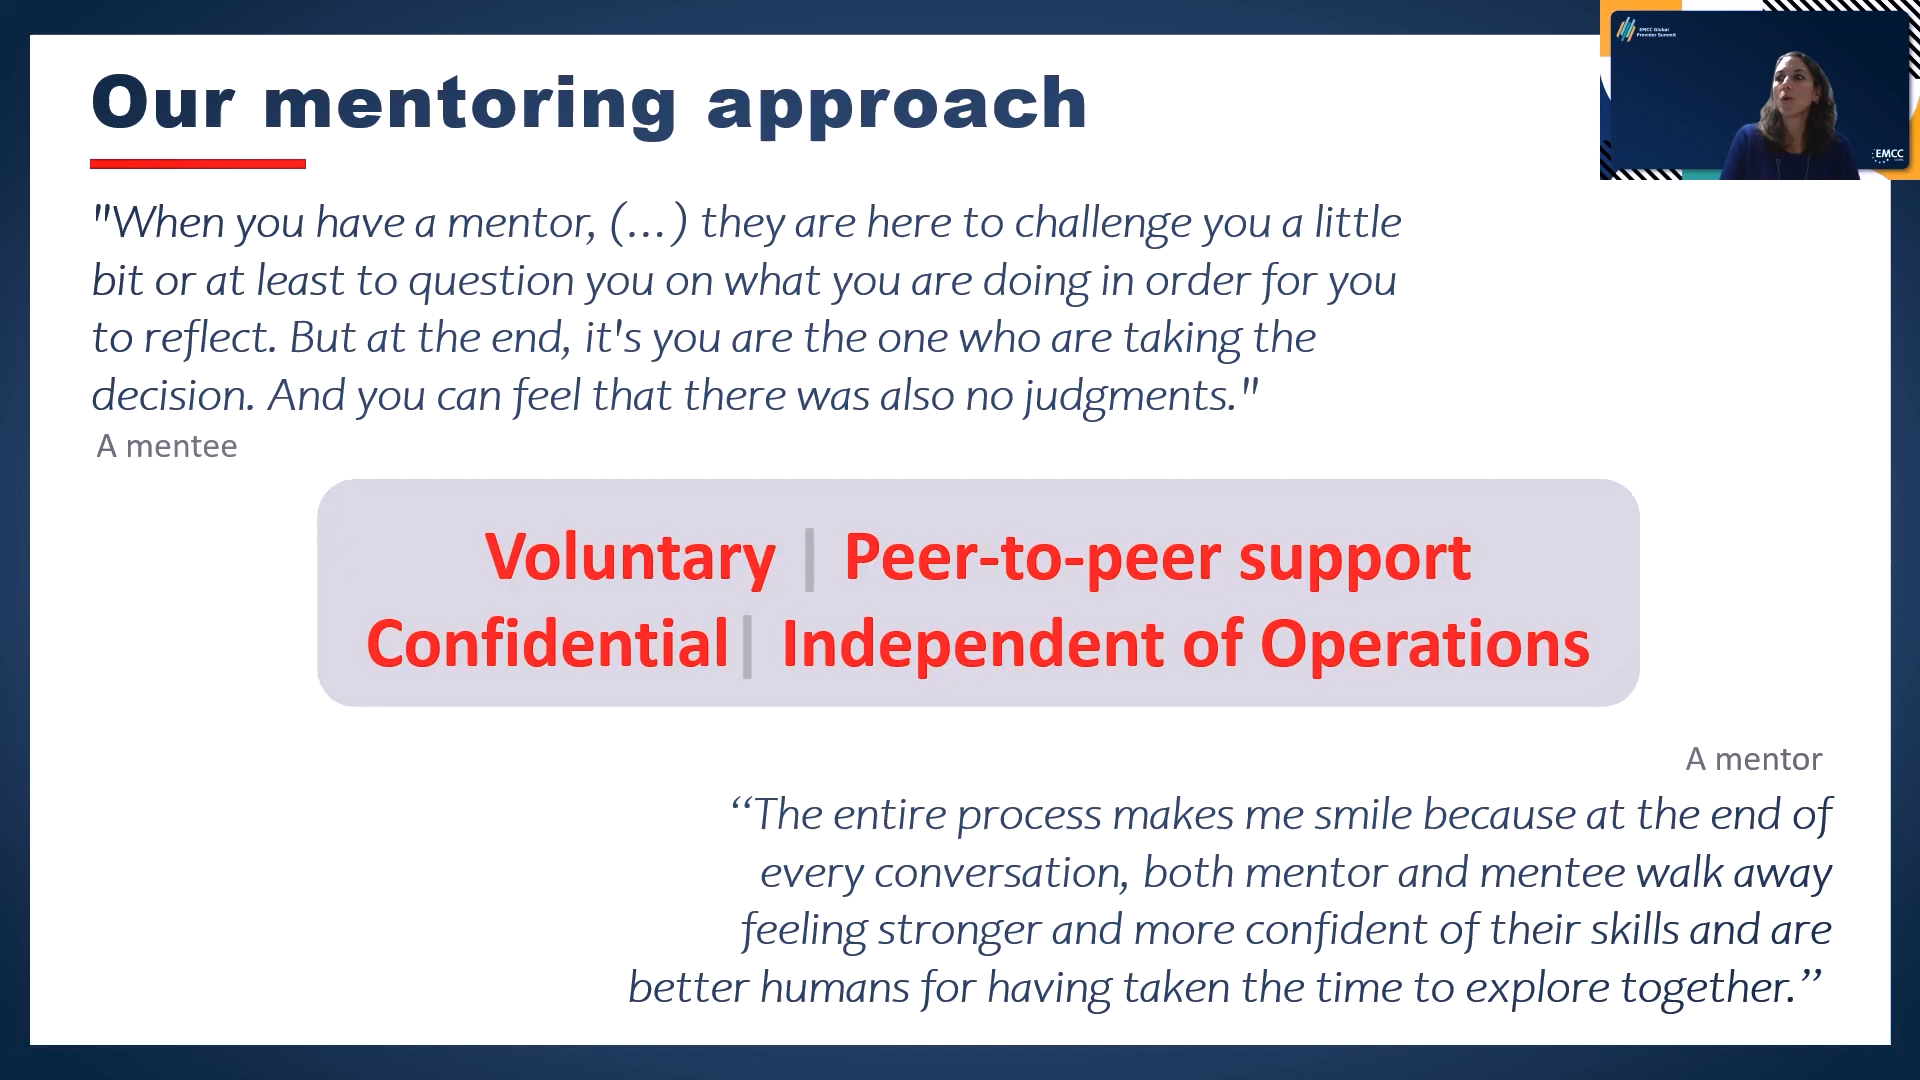 Our mentoring approach
EMCC Global
Provider Summit
EMCC
"When you have a mentor, (...) they are here to challenge you a little
bit or at least to question you on what you are doing in order for you
to reflect. But at the end, it's you are the one who are taking the
decision. And you can feel that there was also no judgments."
A mentee
Voluntary | Peer-to-peer support
Confidential | Independent of Operations
A mentor
“The entire process makes me smile because at the end of
every conversation, both mentor and mentee walk away
feeling stronger and more confident of their skills and are
better humans for having taken the time to explore together.”